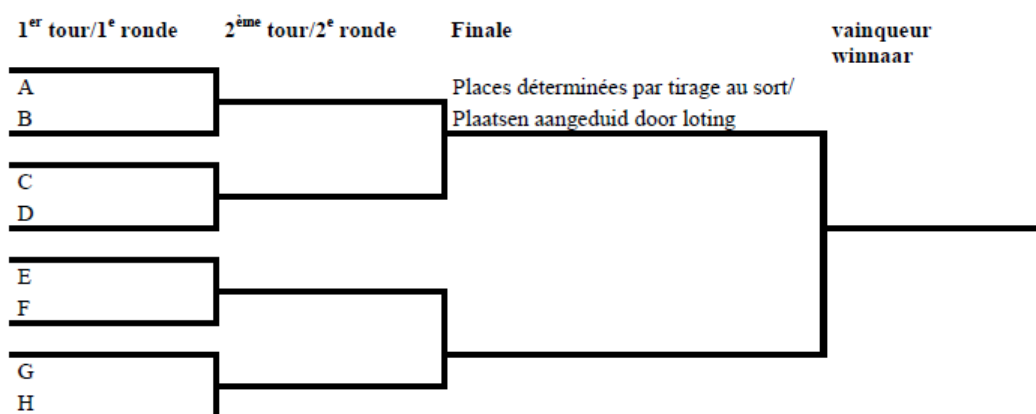 1er tour/1e ronde 2ème tour/2e ronde Finale vainqueur
winnaar
A Places déterminées par tirage au sort/
B Plaatsen aangeduid door loting
C
D
E
F
G
H